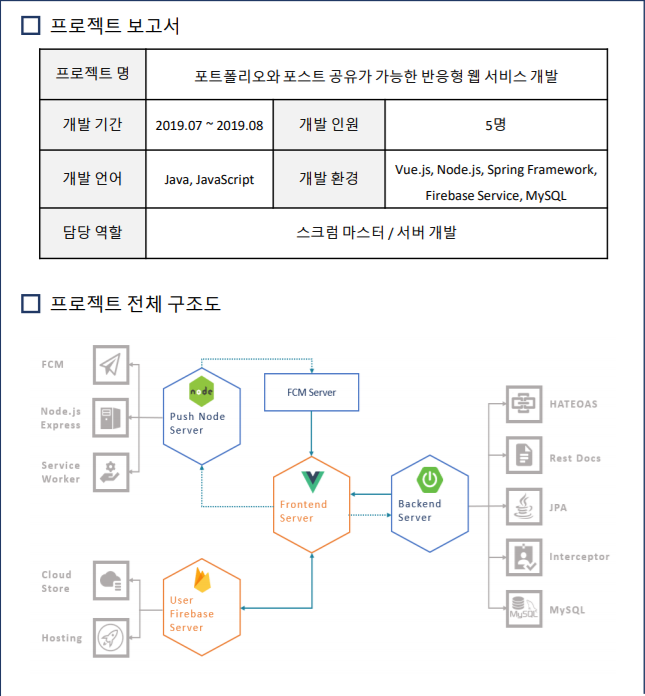 프로젝트 보고서
프로젝트 명
포트폴리오와 포스트 공유가 가능한 반응형 웹 서비스 개발
개발 기간
2019.07 ~ 2019.08
개발 인원
5명
개발 언어
Java, JavaScript
개발 환경
Vue.js, Node.js, Spring Framework,
Firebase Service, MySQL
담당 역할
스크럼 마스터 / 서버 개발
프로젝트 전체 구조도
FCM
Node.js
Express
Service
Worker
node
Push Node
Server
FCM Server
Frontend
Server
Backend
Server
HATEOAS
Rest Docs
JPA
Interceptor
MySQL
MySQL
Cloud
Store
Hosting
User
Firebase
Server